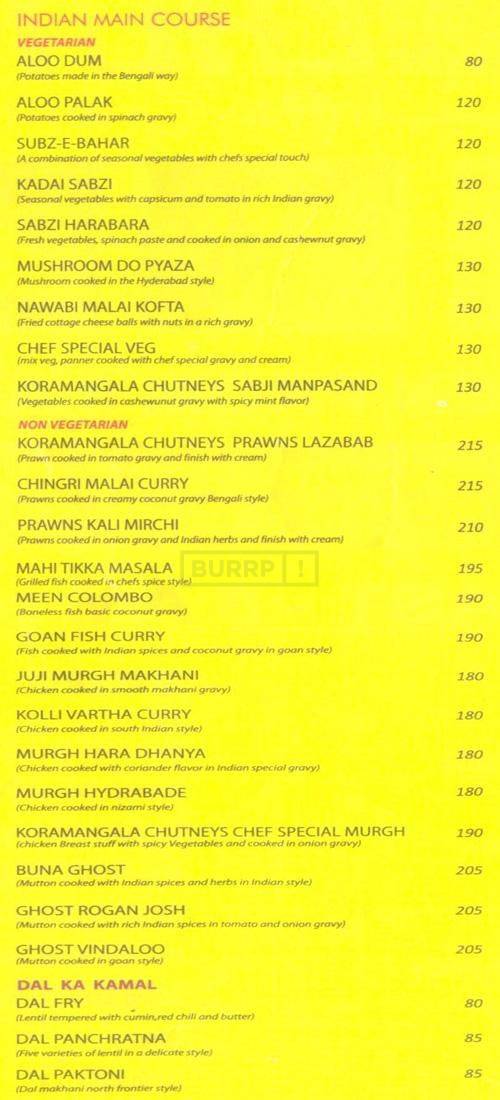 INDIAN MAIN COURSE
VEGETARIAN
ALOO DUM 80
(Potatoes made in the Bengali way)
ALOO PALAK 120
(Potatoes cooked in spinach gravy)
SUBZ-E-BAHAR 120
(A combination of seasonal vegetables with chefs special touch)
KADAI SABZI 120
(Seasonal vegetables with capsicum and tomato in rich Indian gravy)
SABZI HARABARA 120
(Fresh vegetables, spinach paste and cooked in onion and cashewnut gravy)
MUSHROOM DO PYAZA 130
(Mushroom cooked in the Hyderabad style)
NAWABI MALAI KOFTA 130
(Fried cottage cheese balls with nuts in a rich gravy)
CHEF SPECIAL VEG 130
(mix veg, panner cooked with chef special gravy and cream)
KORAMANGALA CHUTNEYS SABJI MANPASAND 130
(Vegetables cooked in cashewunut gravy with spicy mint flavor)
NON VEGETARIAN
KORAMANGALA CHUTNEYS PRAWNS LAZABAB 215
(Prawn cooked in tomato gravy and finish with cream)
CHINGRI MALAI CURRY 215
(Prawns cooked in creamy coconut gravy Bengali style)
PRAWNS KALI MIRCHI 210
(Prawns cooked in onion gravy and Indian herbs and finish with cream)
MAHI TIKKA MASALA 195
(Grilled fish cooked in chefs spice style)
BURRP!
MEEN COLOMBO 190
(Boneless fish basic coconut gravy)
GOAN FISH CURRY 190
(Fish cooked with Indian spices and coconut gravy in goan style)
JUJI MURGH MAKHANI 180
(Chicken cooked in smooth makhani gravy)
KOLLI VARTHA CURRY 180
(Chicken cooked in south Indian style)
MURGH HARA DHANYA 180
(Chicken cooked with coriander flavor in Indian special gravy)
MURGH HYDRABADE 180
(Chicken cooked in nizami style)
KORAMANGALA CHUTNEYS CHEF SPECIAL MURGH 190
(chicken Breast stuff with spicy Vegetables and cooked in onion gravy)
BUNA GHOST 205
(Mutton cooked with Indian spices and herbs in Indian style)
GHOST ROGAN JOSH 205
(Mutton cooked with rich Indian spices in tomato and onion gravy)
GHOST VINDALOO 205
(Mutton cooked in goan style)
DAL KA KAMAL
DAL FRY 80
(Lentil tempered with cumin,red chili and butter)
DAL PANCHRATNA 85
(Five varieties of lentil in a delicate style)
DAL PAKTONI 85
(Dal makhani north frontier style)